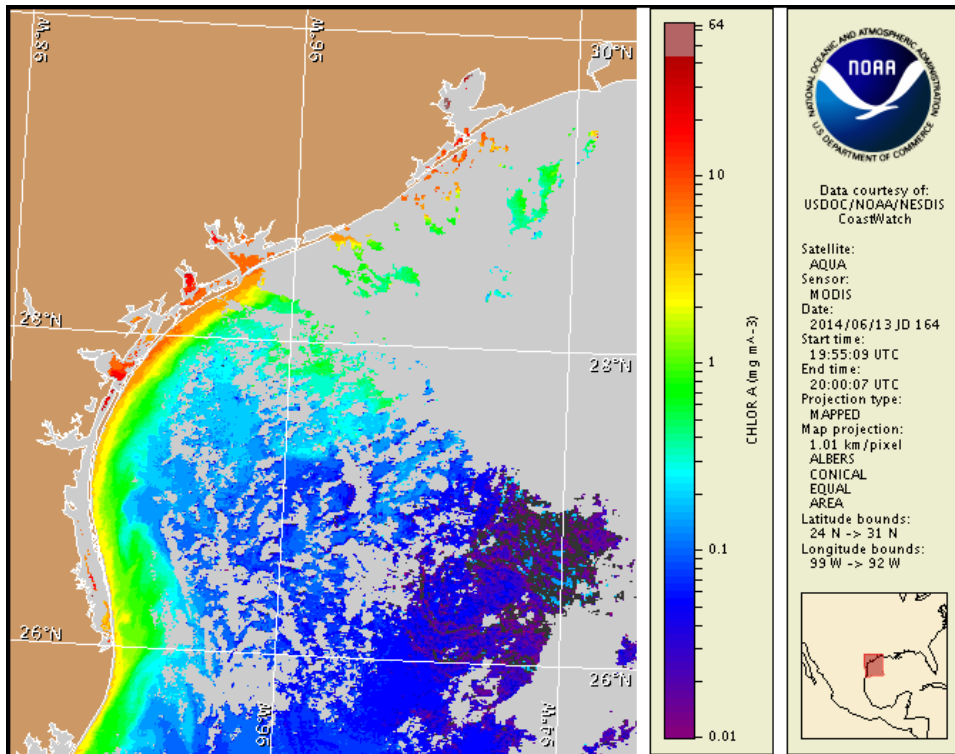 98°W
96°W
30°N
28°N
28°N
26°N
26°N
96°W
94°W
64
10
1
0.1
0.01
CHLOR A (mg m^-3)
NATIONAL OCEANIC AND ATMOSPHERIC ADMINISTRATION
NOAA
U.S. DEPARTMENT OF COMMERCE
Data courtesy of:
USDOC/NOAA/NESDIS
CoastWatch
Satellite:
AQUA
Sensor:
MODIS
Date:
2014/06/13 JD 164
Start time:
19:55:09 UTC
End time:
20:00:07 UTC
Projection type:
MAPPED
Map projection:
1.01 km/pixel
ALBERS
CONICAL
EQUAL
AREA
Latitude bounds:
24 N -> 31 N
Longitude bounds:
99 W -> 92 W